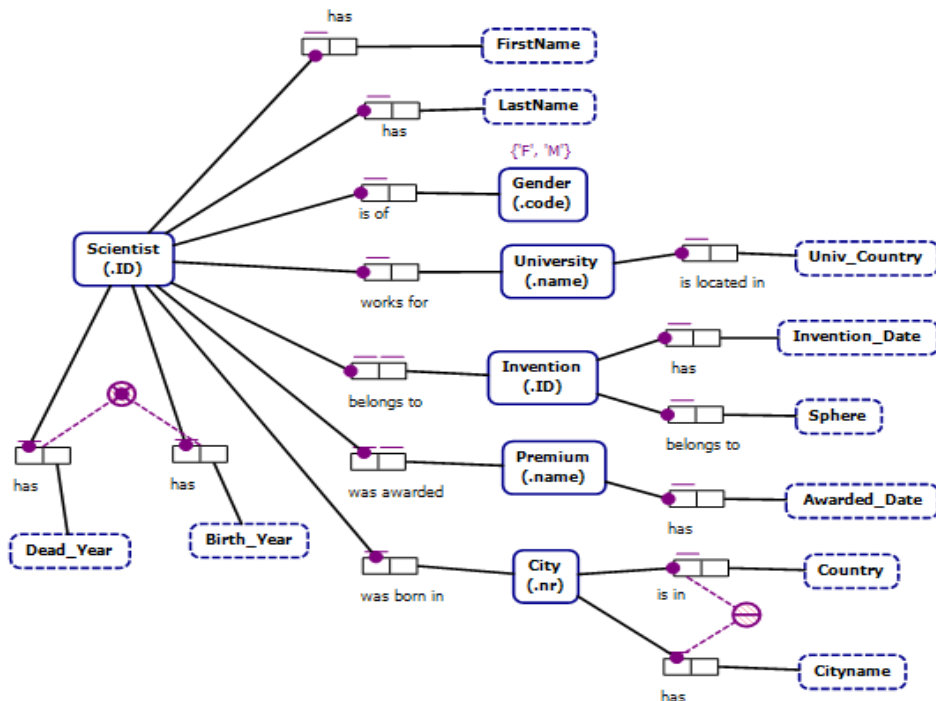 has
FirstName
LastName
has
{'F', 'M'}
Gender
(.code)
is of
Scientist
(.ID)
University
(.name)
Univ_Country
works for
is located in
Invention
(.ID)
Invention_Date
has
belongs to
Sphere
belongs to
Premium
(.name)
has
has
was awarded
Awarded_Date
has
Dead_Year
Birth_Year
City
(.nr)
Country
was born in
is in
Cityname
has